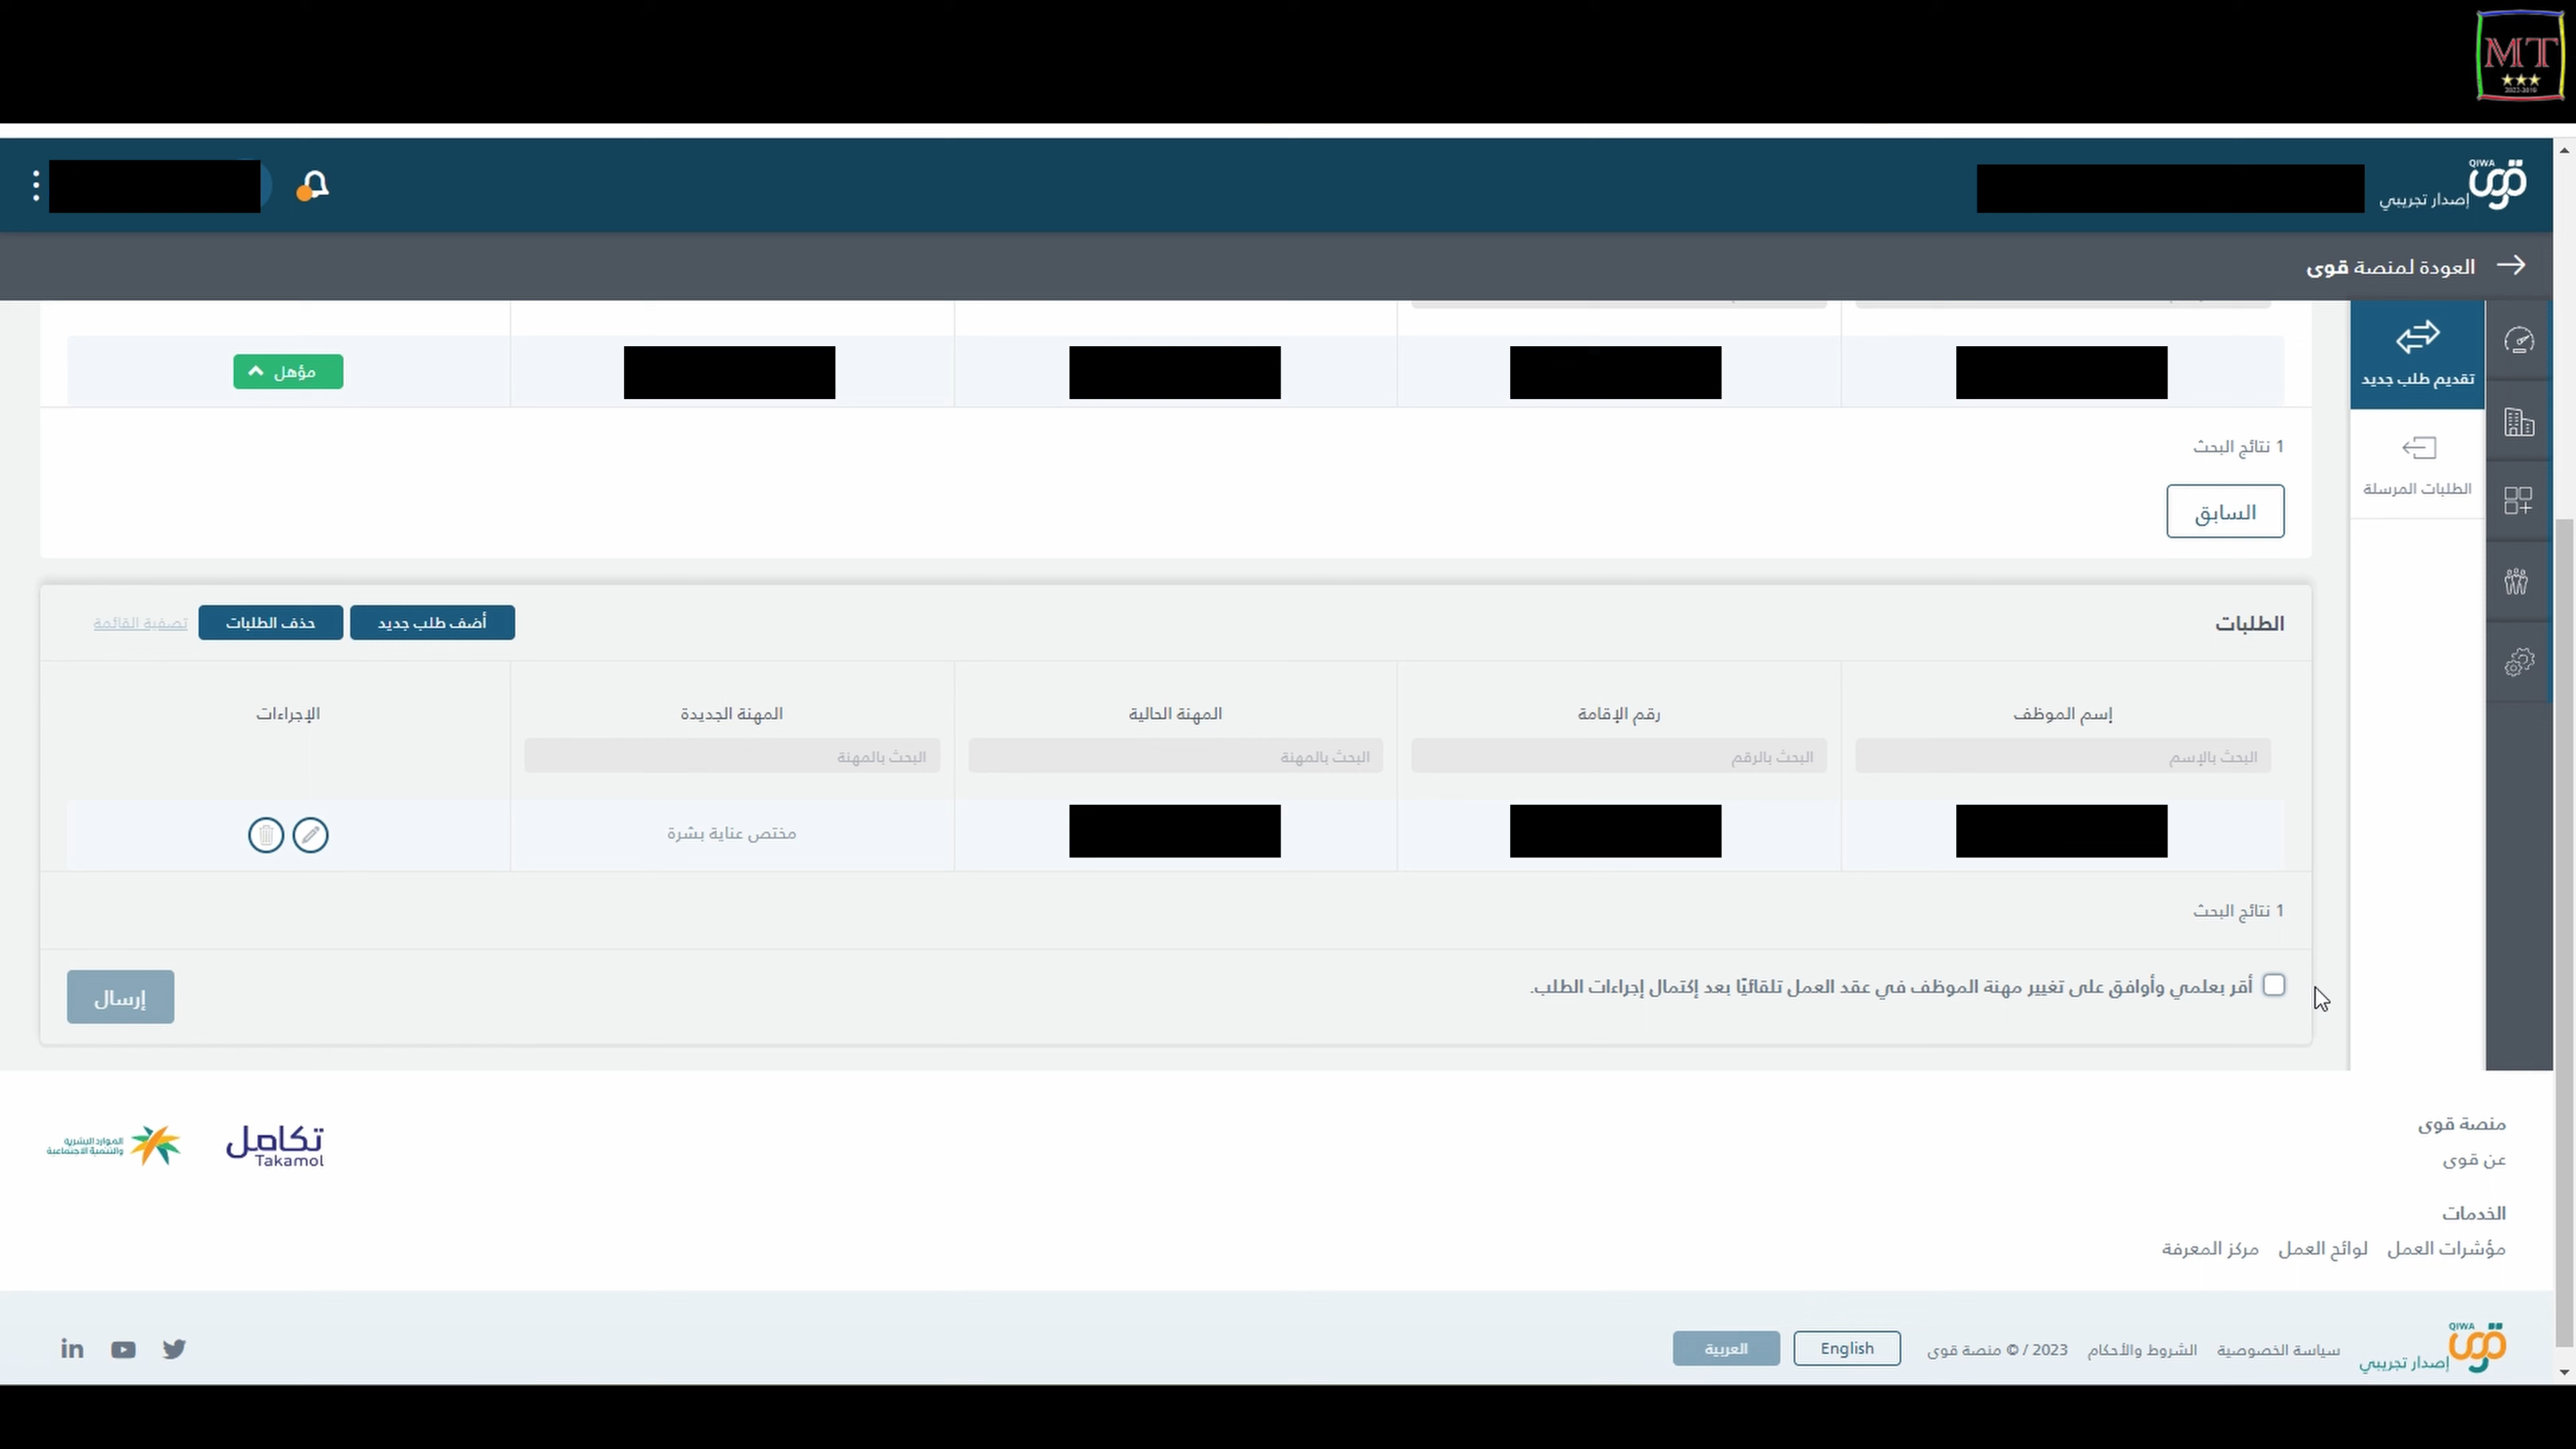 MT
2022-2010
QIWA
قوى
إصدار تجريبي
العودة لمنصة قوى
تقديم طلب جديد
الطلبات المرسلة
مؤهل
1 نتائج البحث
السابق
الطلبات
أضف طلب جديد
حذف الطلبات
تصفية القائمة
إسم الموظف
رقم الإقامة
المهنة الحالية
المهنة الجديدة
الإجراءات
البحث بالإسم
البحث بالرقم
البحث بالمهنة
البحث بالمهنة
مختص عناية بشرة
1 نتائج البحث
أقر بعلمي وأوافق على تغيير مهنة الموظف في عقد العمل تلقائيًا بعد إكتمال إجراءات الطلب.
إرسال
منصة قوى
عن قوى
الخدمات
مؤشرات العمل
لوائح العمل
مركز المعرفة
تكامل
Takamol
الموارد البشرية
والتنمية الاجتماعية
QIWA
قوى
إصدار تجريبي
سياسة الخصوصية
الشروط والأحكام
2023 / © منصة قوى
English
العربية
in